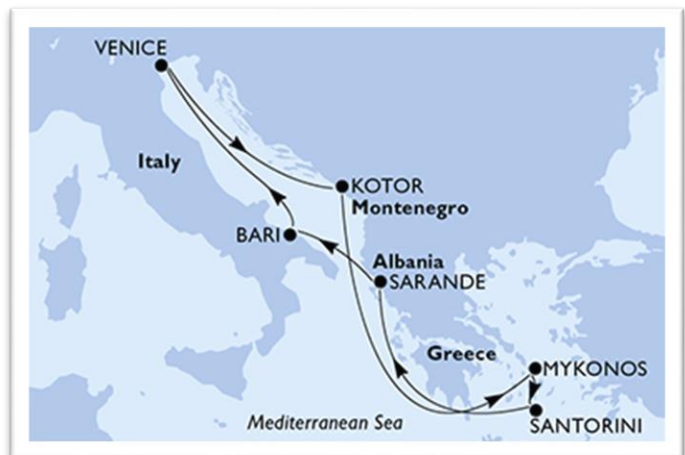 VENICE
Italy
KOTOR
Montenegro
BARI
Albania
SARANDE
Greece
MYKONOS
SANTORINI
Mediterranean Sea